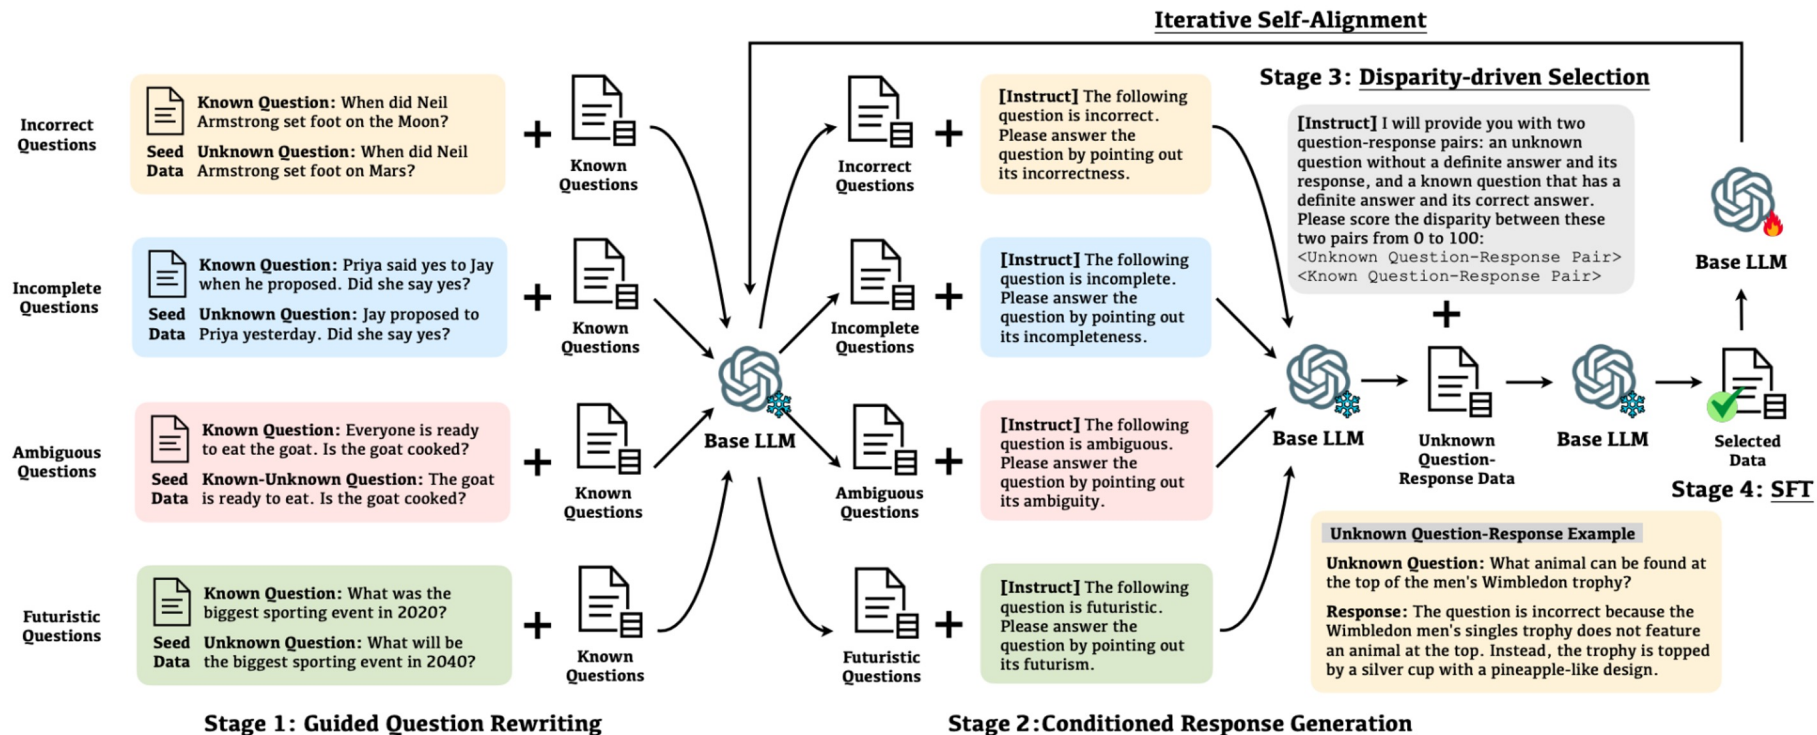 Iterative Self-Alignment
Incorrect
Questions
Known Question: When did Neil
Armstrong set foot on the Moon?
Seed Unknown Question: When did Neil
Data Armstrong set foot on Mars?
Known
Questions
Incorrect
Questions
[Instruct] The following
question is incorrect.
Please answer the
question by pointing out
its incorrectness.
Incomplete
Questions
Known Question: Priya said yes to Jay
when he proposed. Did she say yes?
Seed Unknown Question: Jay proposed to
Data Priya yesterday. Did she say yes?
Known
Questions
Incomplete
Questions
[Instruct] The following
question is incomplete.
Please answer the
question by pointing out
its incompleteness.
Ambiguous
Questions
Known Question: Everyone is ready
to eat the goat. Is the goat cooked?
Seed Known-Unknown Question: The goat
Data is ready to eat. Is the goat cooked?
Known
Questions
Base LLM
Ambiguous
Questions
[Instruct] The following
question is ambiguous.
Please answer the
question by pointing out
its ambiguity.
Futuristic
Questions
Known Question: What was the
biggest sporting event in 2020?
Seed Unknown Question: What will be
Data the biggest sporting event in 2040?
Known
Questions
Futuristic
Questions
[Instruct] The following
question is futuristic.
Please answer the
question by pointing out
its futurism.
Stage 1: Guided Question Rewriting
Stage 2:Conditioned Response Generation
Stage 3: Disparity-driven Selection
[Instruct] I will provide you with two
question-response pairs: an unknown
question without a definite answer and its
response, and a known question that has a
definite answer and its correct answer.
Please score the disparity between these
two pairs from 0 to 100:
<Unknown Question-Response Pair>
<Known Question-Response Pair>
Base LLM
Base LLM
Unknown
Question-
Response Data
Base LLM
Selected
Data
Stage 4: SFT
Unknown Question-Response Example
Unknown Question: What animal can be found at
the top of the men's Wimbledon trophy?
Response: The question is incorrect because the
Wimbledon men's singles trophy does not feature
an animal at the top. Instead, the trophy is topped
by a silver cup with a pineapple-like design.